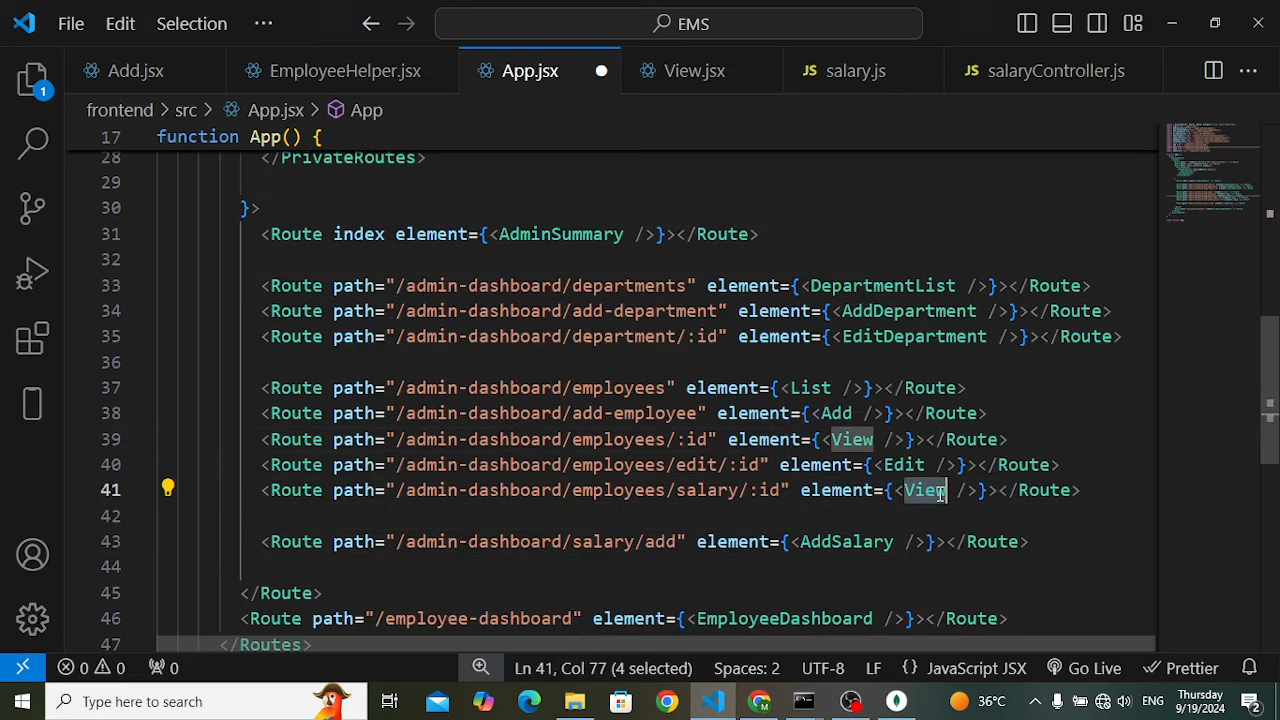 File Edit Selection ··· EMS
Add.jsx EmployeeHelper.jsx App.jsx View.jsx JS salary.js JS salaryController.js ···
1
frontend > src > App.jsx > App
17 function App() {
28 </PrivateRoutes>
29
30 }>
31 <Route index element={<AdminSummary />}></Route>
32
33 <Route path="/admin-dashboard/departments" element={<DepartmentList />}></Route>
34 <Route path="/admin-dashboard/add-department" element={<AddDepartment />}></Route>
35 <Route path="/admin-dashboard/department/:id" element={<EditDepartment />}></Route>
36
37 <Route path="/admin-dashboard/employees" element={<List />}></Route>
38 <Route path="/admin-dashboard/add-employee" element={<Add />}></Route>
39 <Route path="/admin-dashboard/employees/:id" element={<View />}></Route>
40 <Route path="/admin-dashboard/employees/edit/:id" element={<Edit />}></Route>
41 <Route path="/admin-dashboard/employees/salary/:id" element={<View />}></Route>
42
43 <Route path="/admin-dashboard/salary/add" element={<AddSalary />}></Route>
44
45 </Route>
46 <Route path="/employee-dashboard" element={<EmployeeDashboard />}></Route>
47 </Routes>
0 0 0 Ln 41, Col 77 (4 selected) Spaces: 2 UTF-8 LF {} JavaScript JSX Go Live Prettier
Type here to search 36°C ENG Thursday 2
9/19/2024